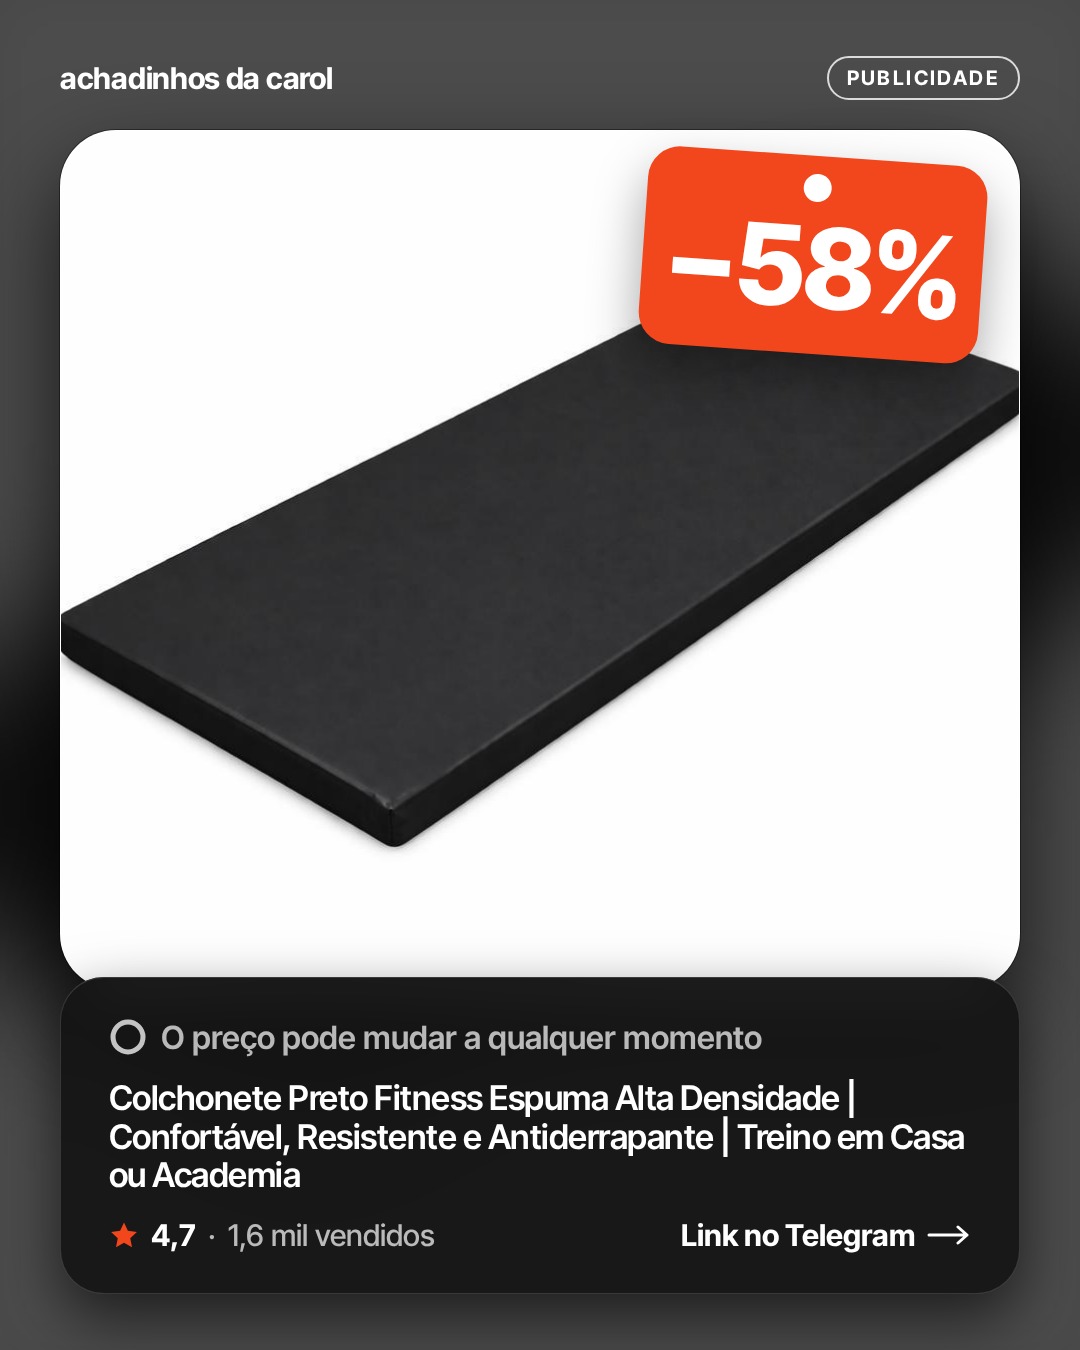 achadinhos da carol
PUBLICIDADE
–58%
O preço pode mudar a qualquer momento
Colchonete Preto Fitness Espuma Alta Densidade |
Confortável, Resistente e Antiderrapante | Treino em Casa
ou Academia
4,7 · 1,6 mil vendidos
Link no Telegram →